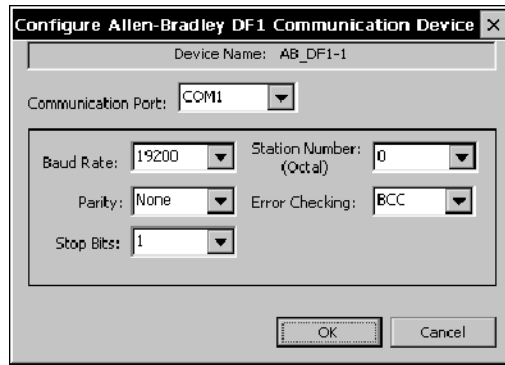 Configure Allen-Bradley DF1 Communication Device
Device Name: AB_DF1-1
Communication Port: COM1
Baud Rate: 19200 Station Number: (Octal) 0
Parity: None Error Checking: BCC
Stop Bits: 1
OK Cancel